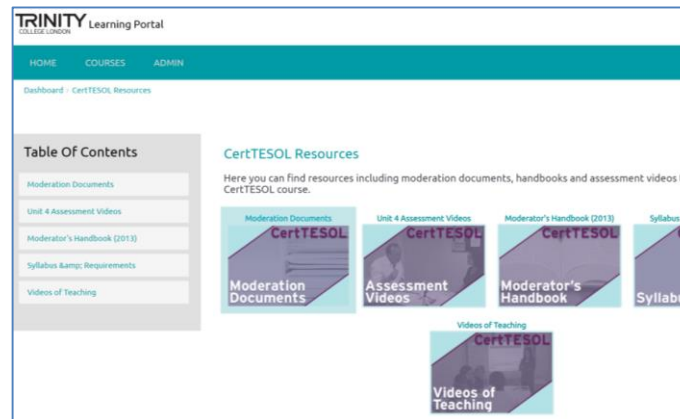 TRINITY Learning Portal
COLLEGE LONDON
HOME COURSES ADMIN
Dashboard / CertTESOL Resources
Table Of Contents
Moderation Documents
Unit 4 Assessment Videos
Moderator's Handbook (2013)
Syllabus &amp; Requirements
Videos of Teaching
CertTESOL Resources
Here you can find resources including moderation documents, handbooks and assessment videos
CertTESOL course.
Moderation Documents
CertTESOL
Moderation
Documents
Unit 4 Assessment Videos
CertTESOL
Assessment
Videos
Moderator's Handbook (2013)
CertTESOL
Moderator's
Handbook
Syllabus
Syllabu
Videos of Teaching
CertTESOL
Videos of
Teaching